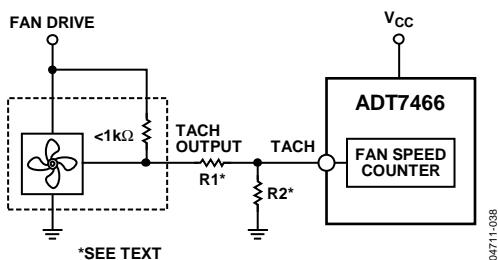 FAN DRIVE
V_CC
ADT7466
<1kΩ
TACH
OUTPUT
TACH
FAN SPEED
COUNTER
R1*
R2*
*SEE TEXT
04711-038